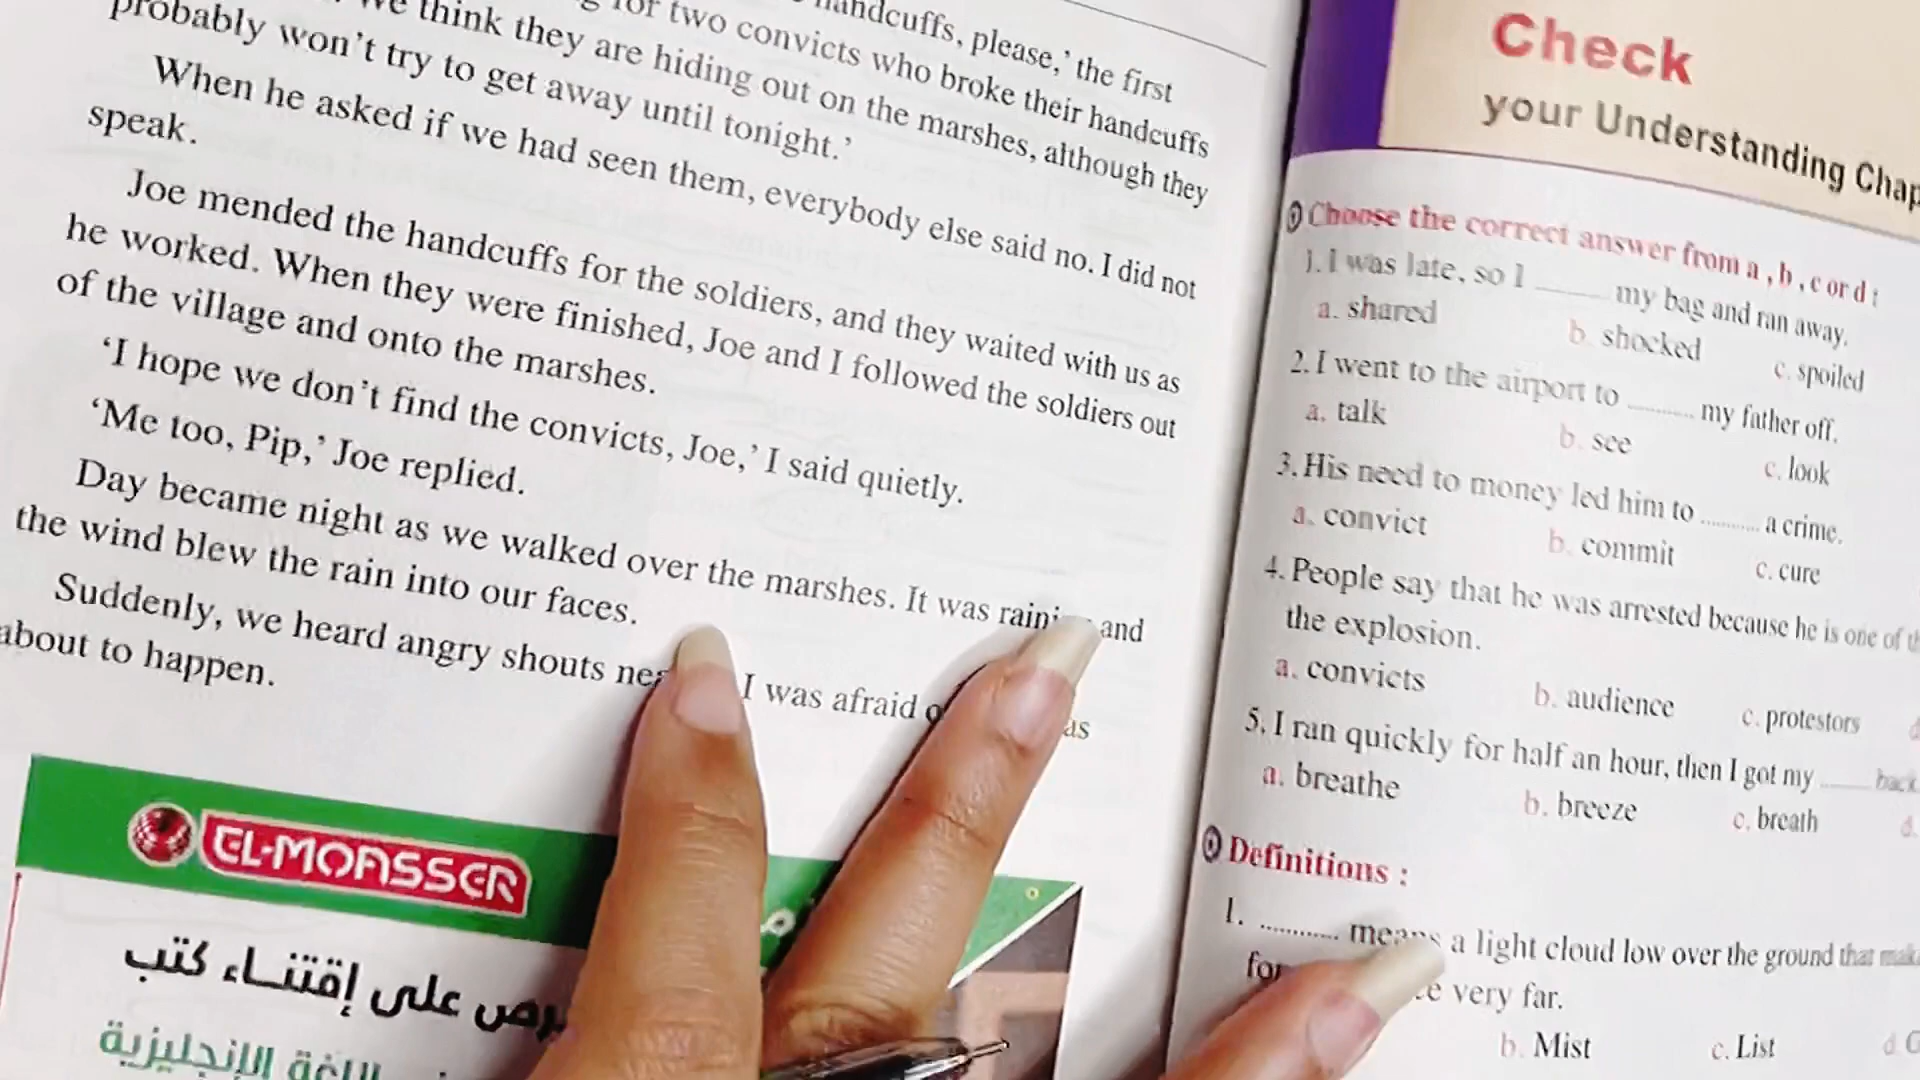 handcuffs, please,' the first
for two convicts who broke their handcuffs
We think they are hiding out on the marshes, although they
probably won't try to get away until tonight.'
When he asked if we had seen them, everybody else said no. I did not
speak.
Joe mended the handcuffs for the soldiers, and they waited with us as
he worked. When they were finished, Joe and I followed the soldiers out
of the village and onto the marshes.
'I hope we don't find the convicts, Joe,' I said quietly.
'Me too, Pip,' Joe replied.
Day became night as we walked over the marshes. It was and
the wind blew the rain into our faces.
Suddenly, we heard angry shouts I was afraid
about to happen.
EL-MOASSER
على إقتناء كتب
اللغة الإنجليزية
Check
your Understanding
Choose the correct answer from a , b , c or d :
1. I was late, so I ........ my bag and ran away.
a. shared b. shocked c. spoiled
2. I went to the airport to .......... my father off.
a. talk b. see c. look
3. His need to money led him to .......... a crime.
a. convict b. commit c. cure
4. People say that he was arrested because he is one of
the explosion.
a. convicts b. audience c. protestors
5. I ran quickly for half an hour, then I got my ........ back
a. breathe b. breeze c. breath
Definitions :
1. ............ means a light cloud low over the ground that
very far.
b. Mist c. List